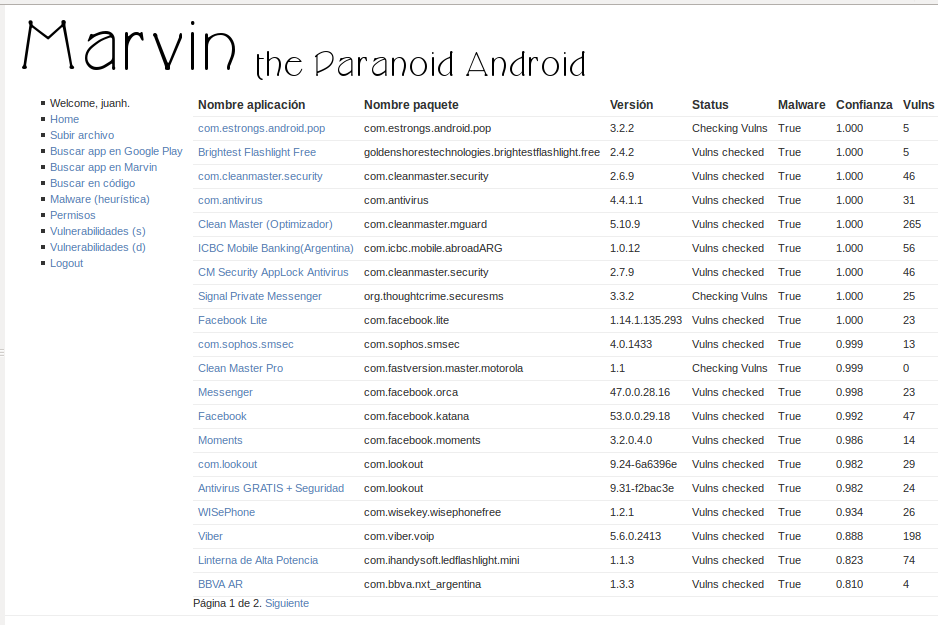 Marvin the Paranoid Android
Welcome, juanh.
Home
Subir archivo
Buscar app en Google Play
Buscar app en Marvin
Buscar en código
Malware (heurística)
Permisos
Vulnerabilidades (s)
Vulnerabilidades (d)
Logout
Nombre aplicación Nombre paquete Versión Status Malware Confianza Vulns
com.estrongs.android.pop com.estrongs.android.pop 3.2.2 Checking Vulns True 1.000 5
Brightest Flashlight Free goldenshorestechnologies.brightestflashlight.free 2.4.2 Vulns checked True 1.000 5
com.cleanmaster.security com.cleanmaster.security 2.6.9 Vulns checked True 1.000 46
com.antivirus com.antivirus 4.4.1.1 Vulns checked True 1.000 31
Clean Master (Optimizador) com.cleanmaster.mguard 5.10.9 Vulns checked True 1.000 265
ICBC Mobile Banking(Argentina) com.icbc.mobile.abroadARG 1.0.12 Vulns checked True 1.000 56
CM Security AppLock Antivirus com.cleanmaster.security 2.7.9 Vulns checked True 1.000 46
Signal Private Messenger org.thoughtcrime.securesms 3.3.2 Checking Vulns True 1.000 25
Facebook Lite com.facebook.lite 1.14.1.135.293 Vulns checked True 1.000 23
com.sophos.smsec com.sophos.smsec 4.0.1433 Vulns checked True 0.999 13
Clean Master Pro com.fastversion.master.motorola 1.1 Checking Vulns True 0.999 0
Messenger com.facebook.orca 47.0.0.28.16 Vulns checked True 0.998 23
Facebook com.facebook.katana 53.0.0.29.18 Vulns checked True 0.992 47
Moments com.facebook.moments 3.2.0.4.0 Vulns checked True 0.986 14
com.lookout com.lookout 9.24-6a6396e Vulns checked True 0.982 29
Antivirus GRATIS + Seguridad com.lookout 9.31-f2bac3e Vulns checked True 0.982 24
WISePhone com.wisekey.wisephonefree 1.2.1 Vulns checked True 0.934 26
Viber com.viber.voip 5.6.0.2413 Vulns checked True 0.888 198
Linterna de Alta Potencia com.ihandysoft.ledflashlight.mini 1.1.3 Vulns checked True 0.823 74
BBVA AR com.bbva.nxt_argentina 1.3.3 Vulns checked True 0.810 4
Página 1 de 2. Siguiente